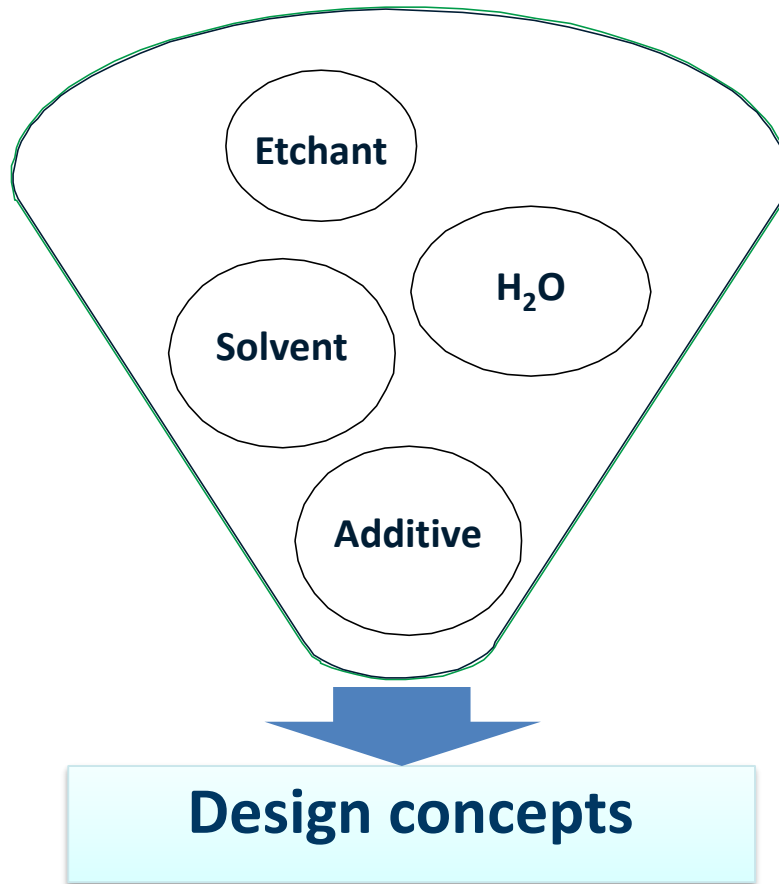 Etchant
H₂O
Solvent
Additive
Design concepts